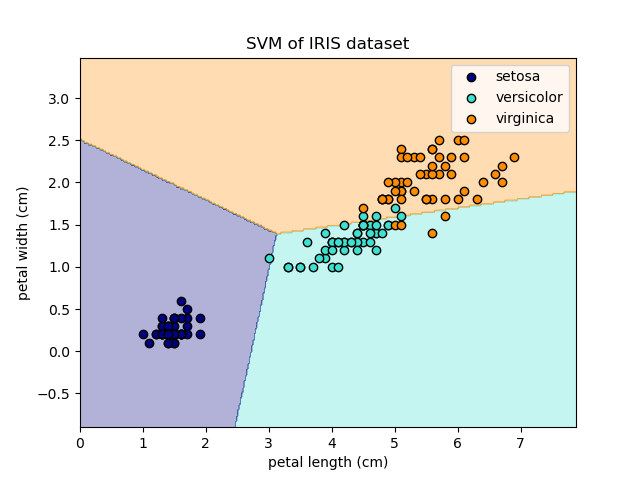 SVM of IRIS dataset
setosa
versicolor
virginica
petal width (cm)
3.0
2.5
2.0
1.5
1.0
0.5
0.0
−0.5
0 1 2 3 4 5 6 7
petal length (cm)